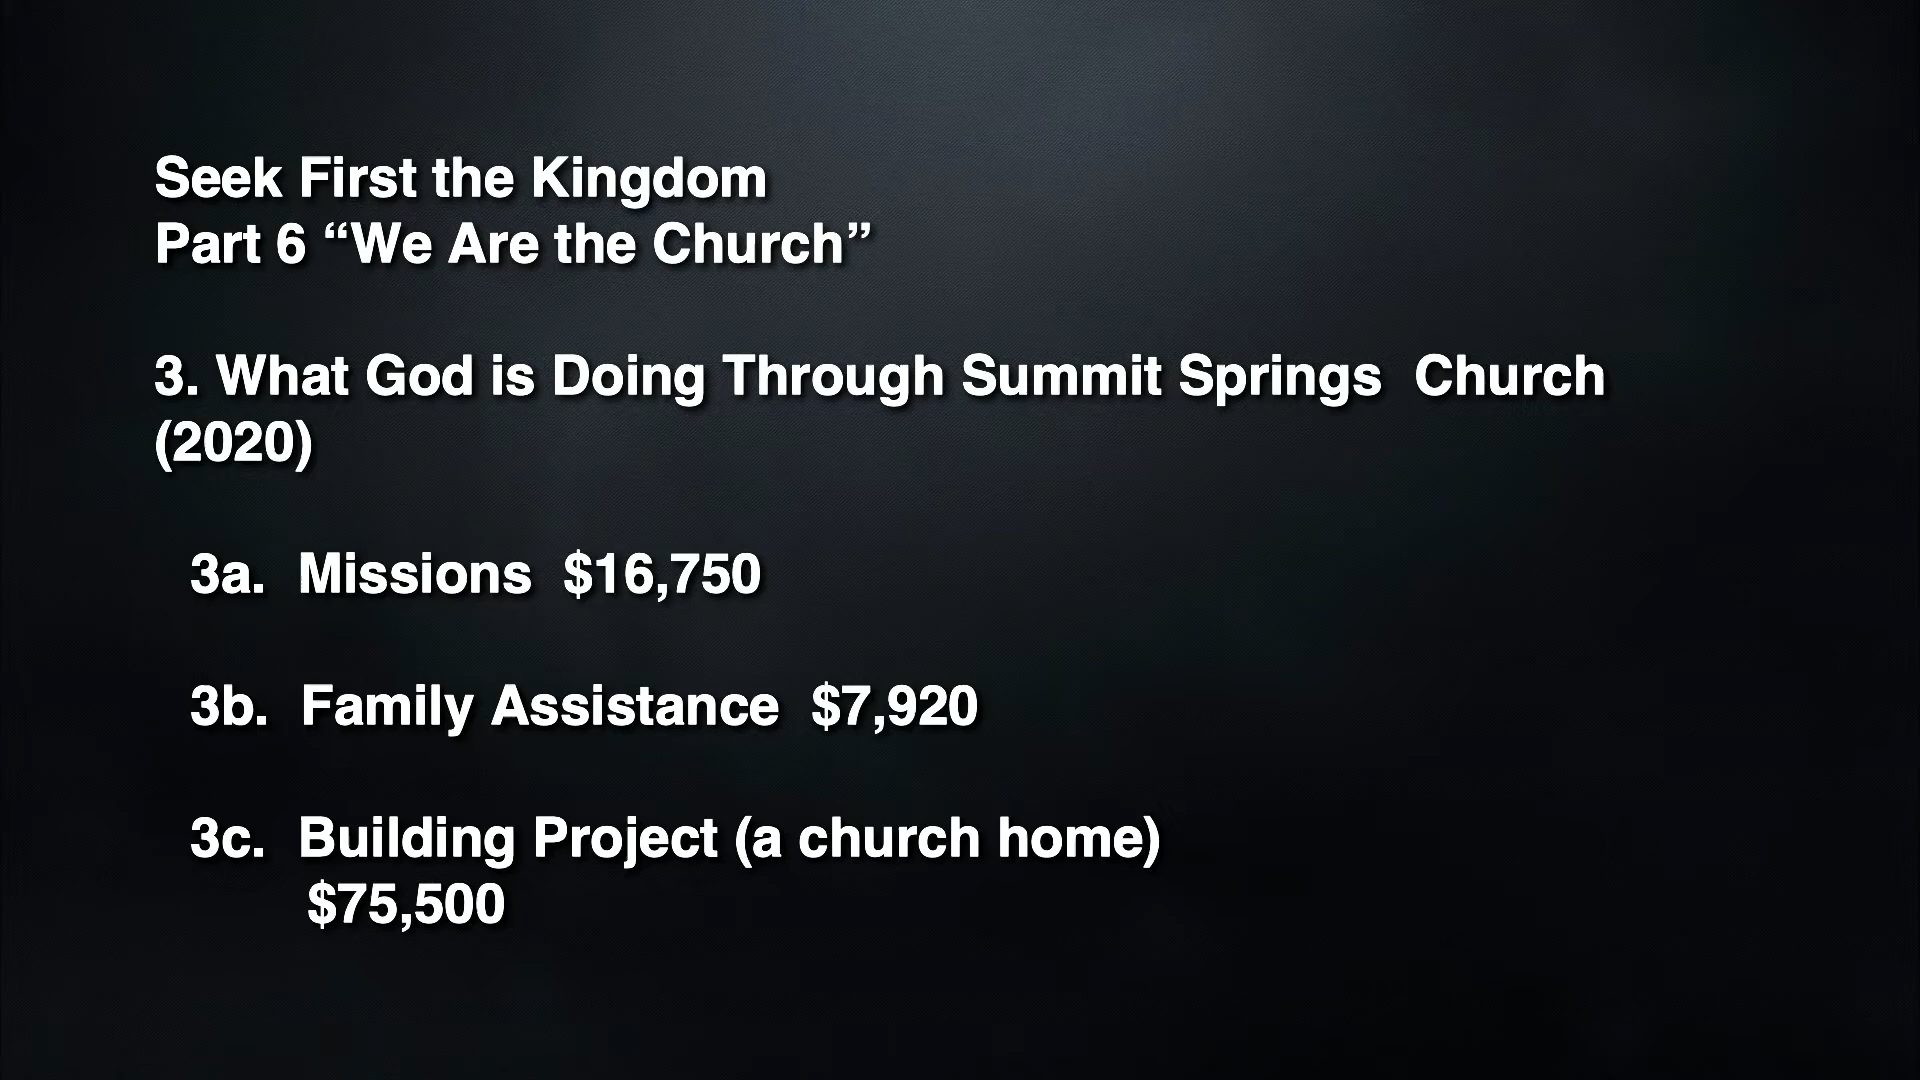 Seek First the Kingdom
Part 6 “We Are the Church”
3. What God is Doing Through Summit Springs  Church
(2020)
3a.  Missions  $16,750
3b.  Family Assistance  $7,920
3c.  Building Project (a church home)
$75,500